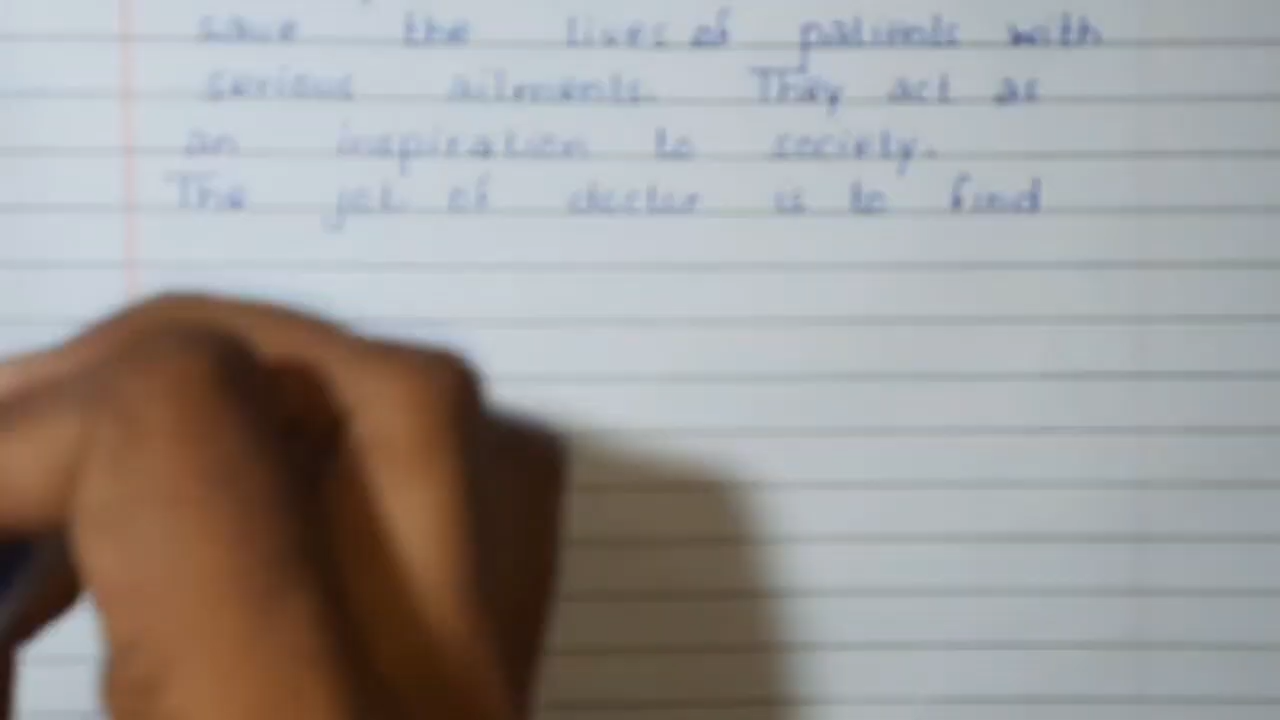 save the lives of patients with
serious ailments. They act as
an inspiration to society.
The job of doctor is to find